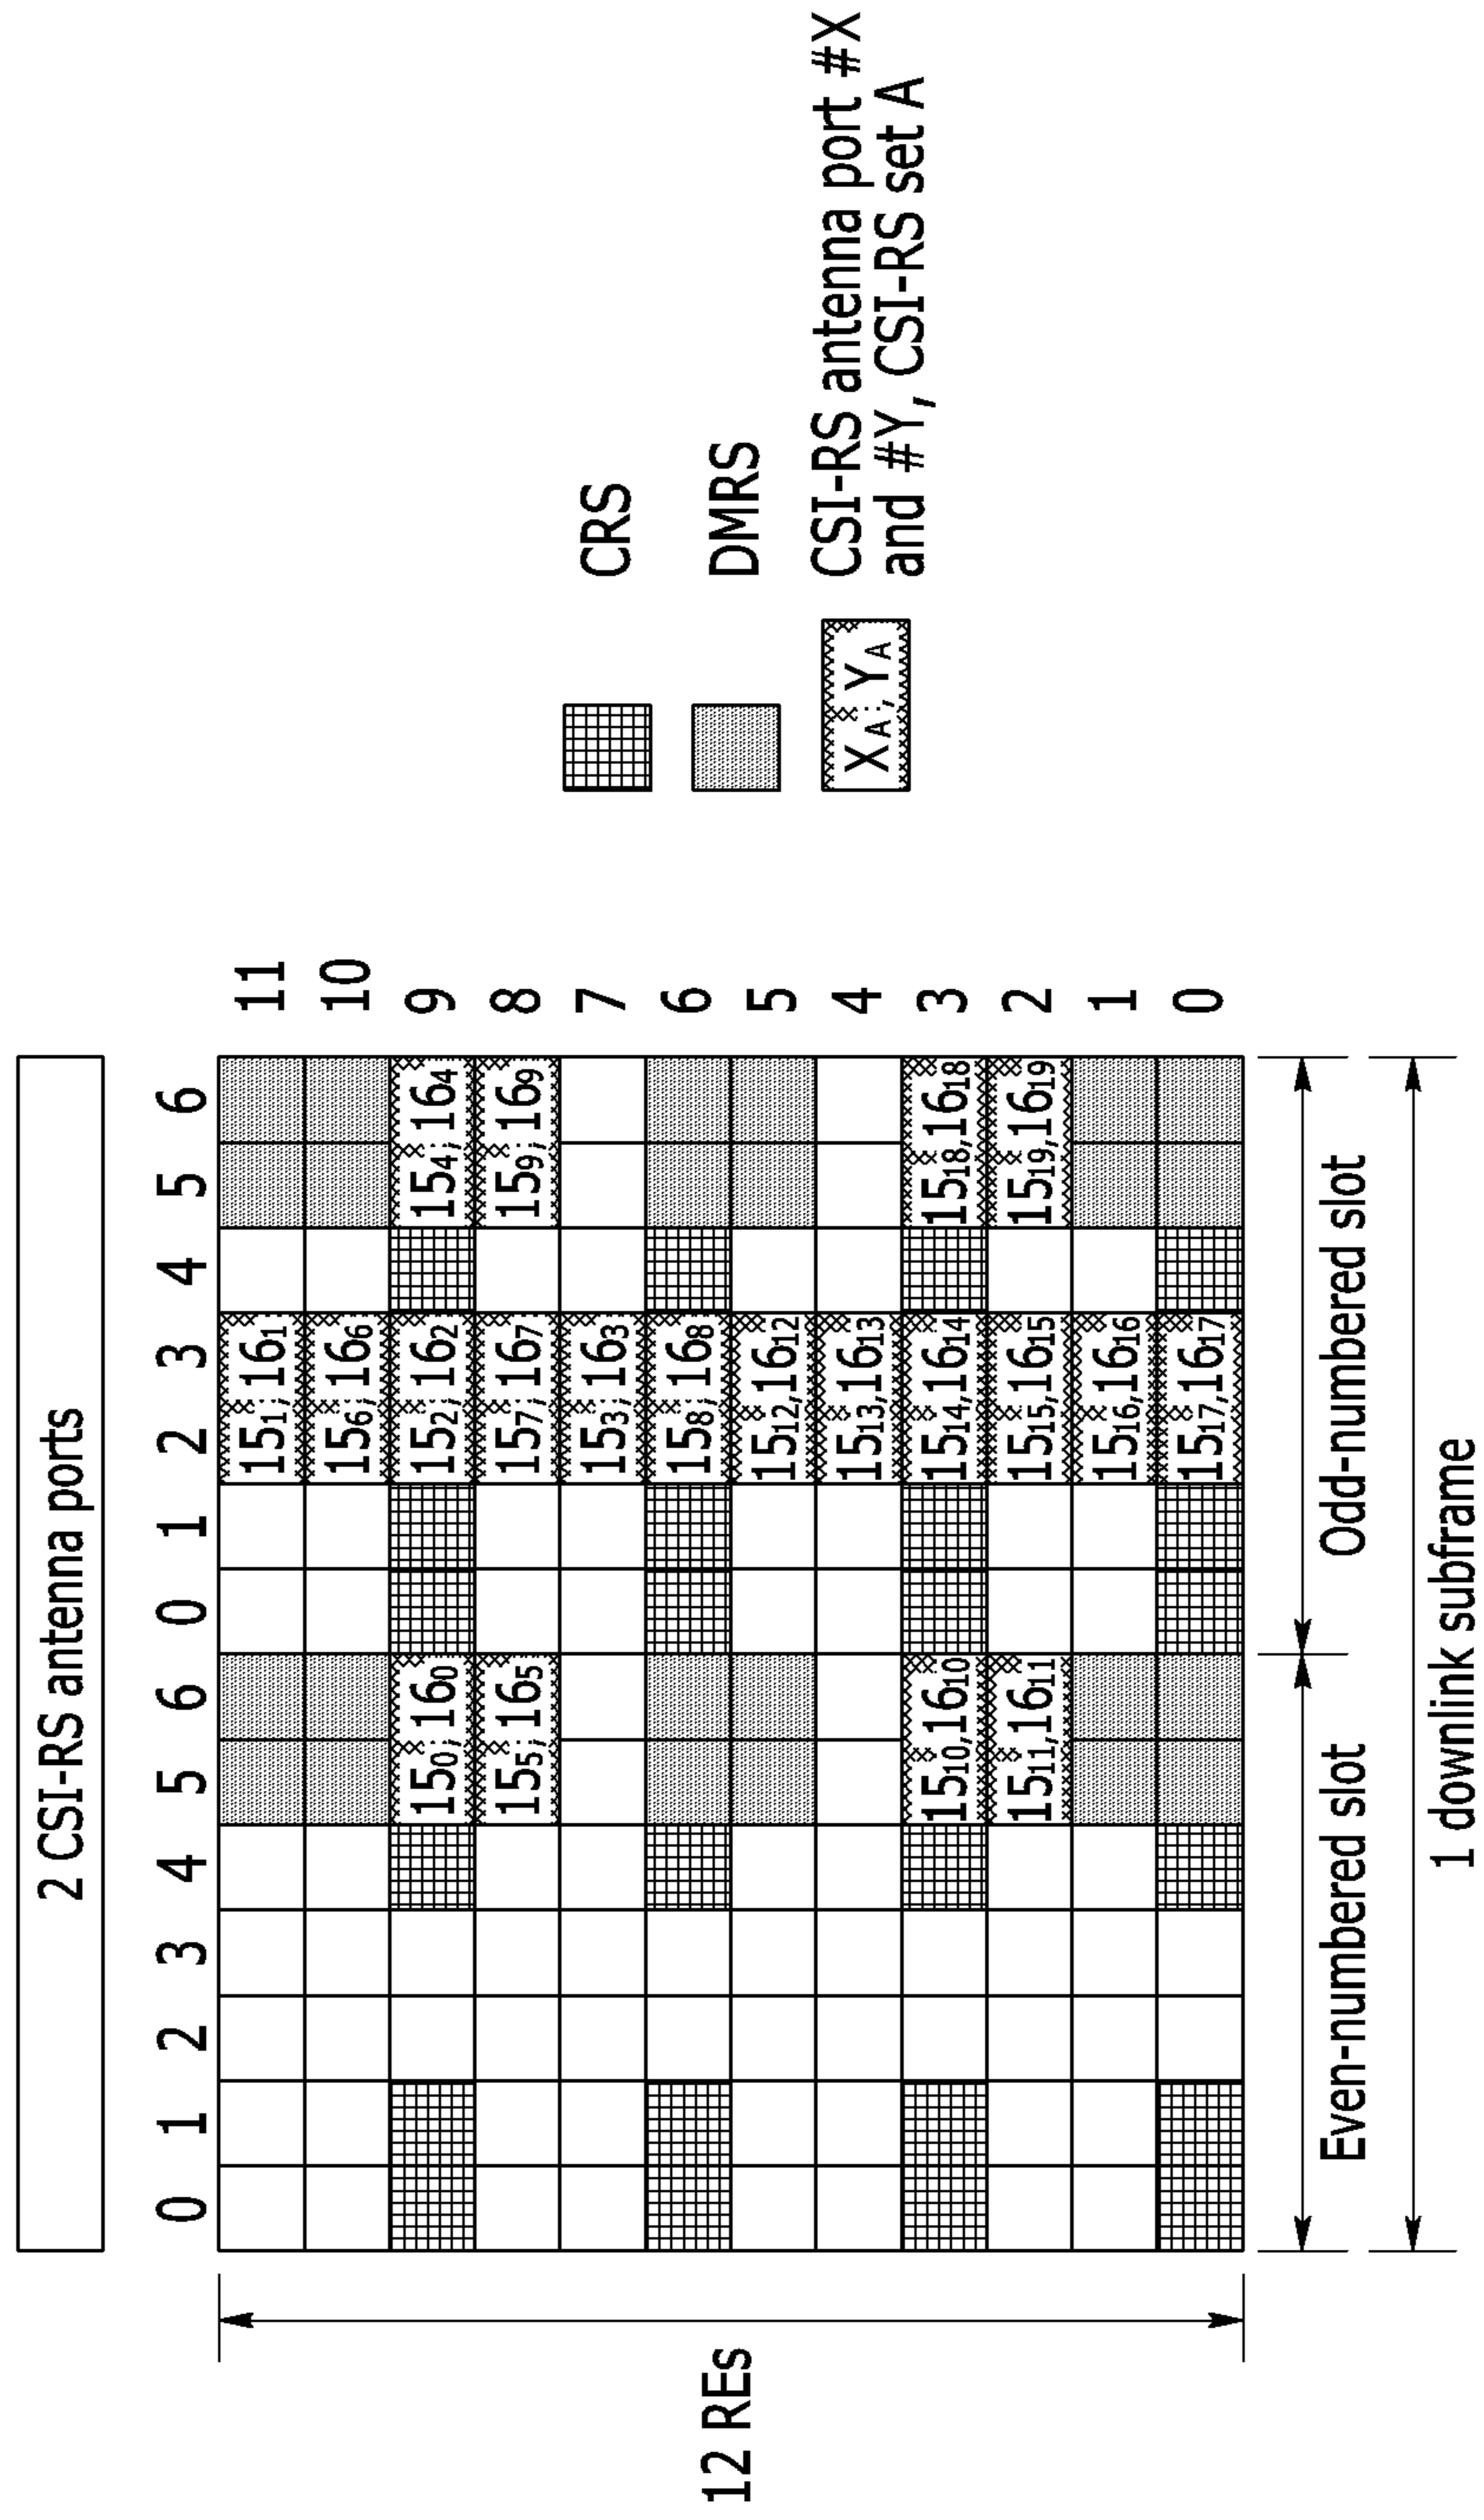 2 CSI-RS antenna ports
0 1 2 3 4 5 6 0 1 2 3 4 5 6
15₁,16₁ 11
15₆,16₆ 10
15₀,16₀ 15₂,16₂ 15₄,16₄ 9
15₅,16₅ 15₇,16₇ 15₉,16₉ 8
15₃,16₃ 7
12 REs
15₈,16₈ 6
15₁₂,16₁₂ 5
15₁₃,16₁₃ 4
15₁₀,16₁₀ 15₁₄,16₁₄ 15₁₈,16₁₈ 3
15₁₁,16₁₁ 15₁₅,16₁₅ 15₁₉,16₁₉ 2
15₁₆,16₁₆ 1
15₁₇,16₁₇ 0
Even-numbered slot Odd-numbered slot
1 downlink subframe
CRS
DMRS
X_A,Y_A
CSI-RS antenna port #X
and #Y, CSI-RS set A